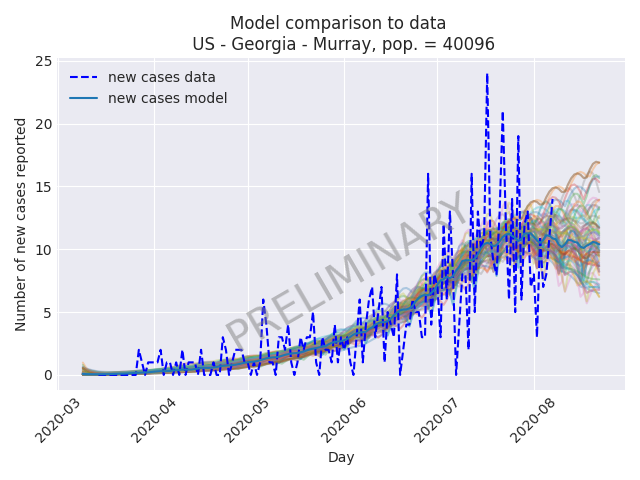 Model comparison to data
US - Georgia - Murray, pop. = 40096
25
20
15
10
5
0
Number of new cases reported
new cases data
new cases model
PRELIMINARY
2020-03
2020-04
2020-05
2020-06
2020-07
2020-08
Day